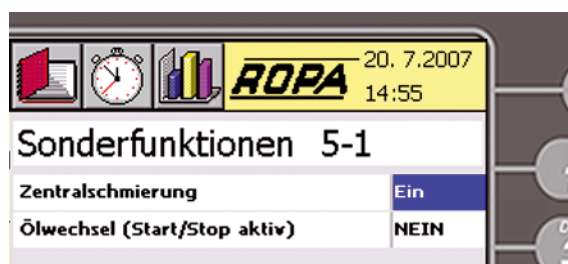 ROPA
20. 7.2007
14:55
Sonderfunktionen 5-1
Zentralschmierung Ein
Ölwechsel (Start/Stop aktiv) NEIN